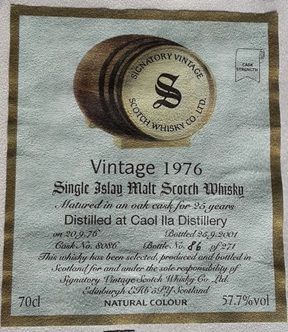 SIGNATORY VINTAGE
S
SCOTCH WHISKY CO. LTD.
CASK
STRENGTH
Vintage 1976
Single Islay Malt Scotch Whisky
Matured in an oak cask for 25 years
Distilled at Caol Ila Distillery
on 20.9.76 Bottled 25.9.2001
Cask No. 8086 Bottle No. 86 of 271
This whisky has been selected, produced and bottled in
Scotland for and under the sole responsibility of
Signatory Vintage Scotch Whisky Co. Ltd.
Edinburgh EH6 5PY Scotland
70cl NATURAL COLOUR 57.7% vol